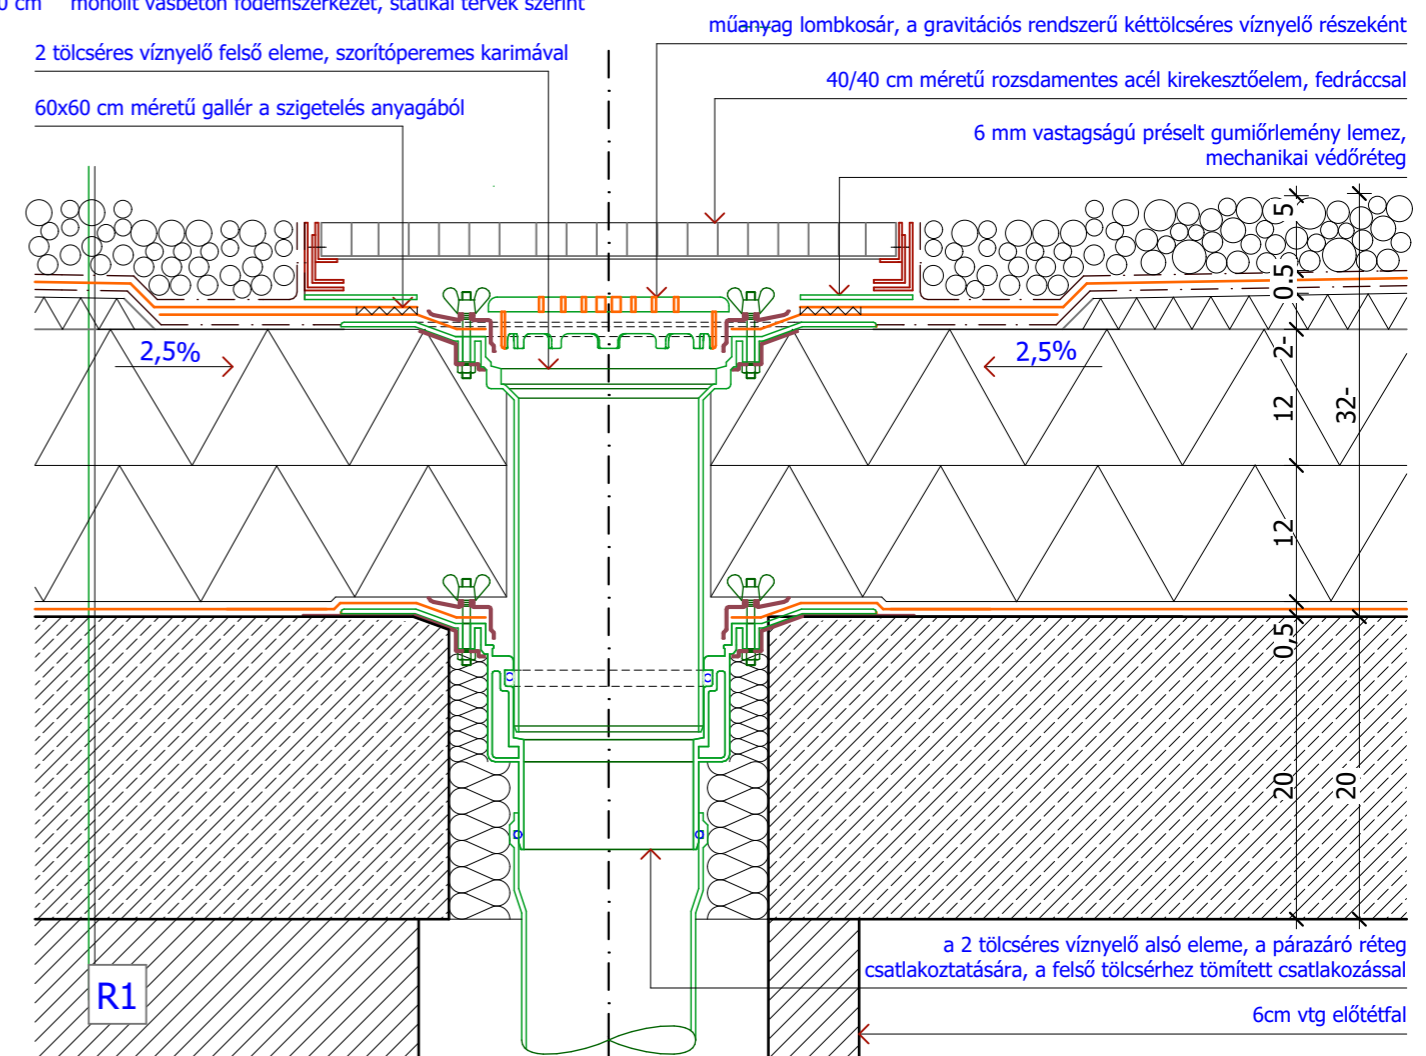 0 cm monolit vasbeton födémszerkezet, statikai tervek szerint
műanyag lombkosár, a gravitációs rendszerű kéttölcséres víznyelő részeként
2 tölcséres víznyelő felső eleme, szorítóperemes karimával
40/40 cm méretű rozsdamentes acél kirekesztőelem, fedráccsal
60x60 cm méretű gallér a szigetelés anyagából
6 mm vastagságú préselt gumiőrlemény lemez,
mechanikai védőréteg
5
0.5
2,5%
2,5%
2-
12
32-
12
0,5
20
20
a 2 tölcséres víznyelő alsó eleme, a párazáró réteg
csatlakoztatására, a felső tölcsérhez tömített csatlakozással
R1
6cm vtg előtétfal